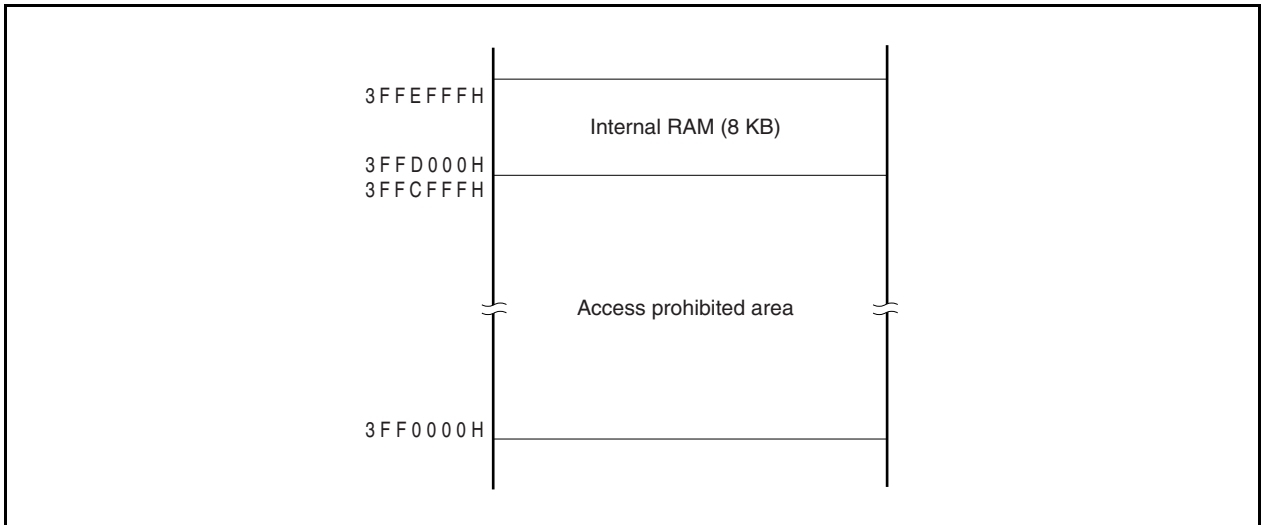 3FFEFFFH
Internal RAM (8 KB)
3FFD000H
3FFCFFFH
Access prohibited area
3FF0000H